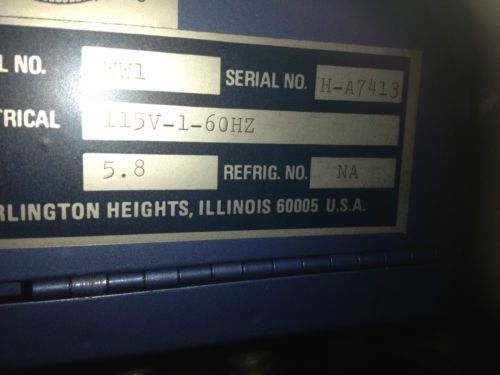 L NO. WW1 SERIAL NO. H-A7413
TRICAL 115V-1-60HZ
5.8 REFRIG. NO. NA
RLINGTON HEIGHTS, ILLINOIS 60005 U.S.A.